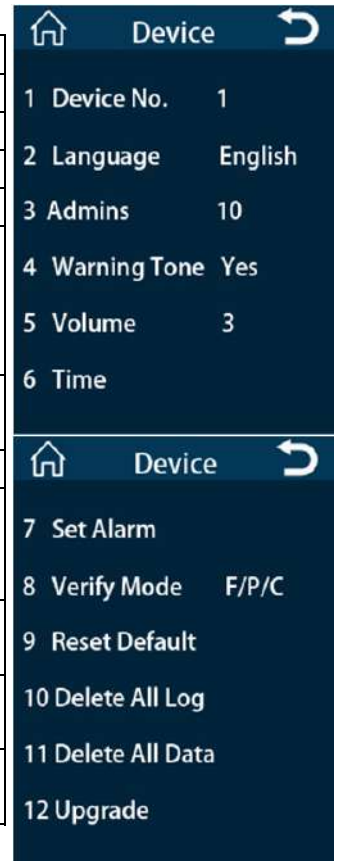 Device
1 Device No. 1
2 Language English
3 Admins 10
4 Warning Tone Yes
5 Volume 3
6 Time
Device
7 Set Alarm
8 Verify Mode F/P/C
9 Reset Default
10 Delete All Log
11 Delete All Data
12 Upgrade